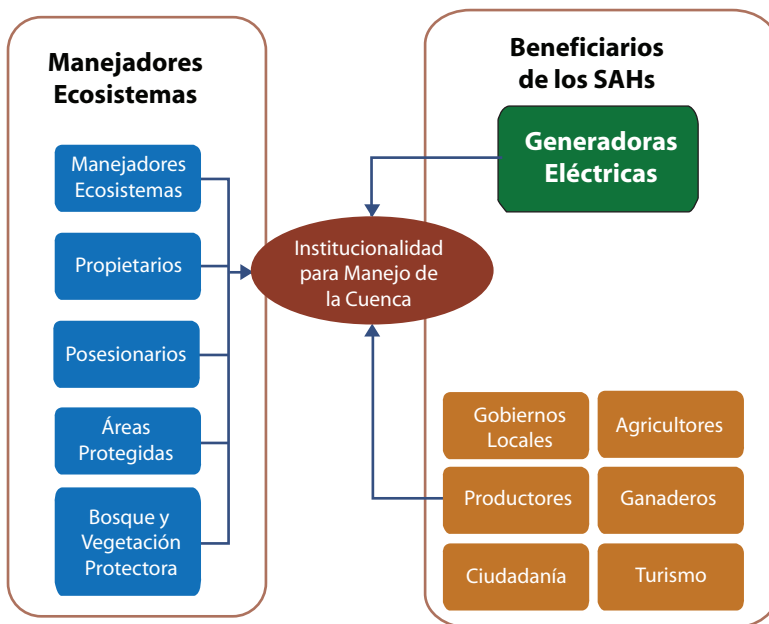 Manejadores
Ecosistemas
Manejadores
Ecosistemas
Propietarios
Posesionarios
Áreas
Protegidas
Bosque y
Vegetación
Protectora
Institucionalidad
para Manejo de
la Cuenca
Beneficiarios
de los SAHs
Generadoras
Eléctricas
Gobiernos
Locales
Agricultores
Productores
Ganaderos
Ciudadanía
Turismo